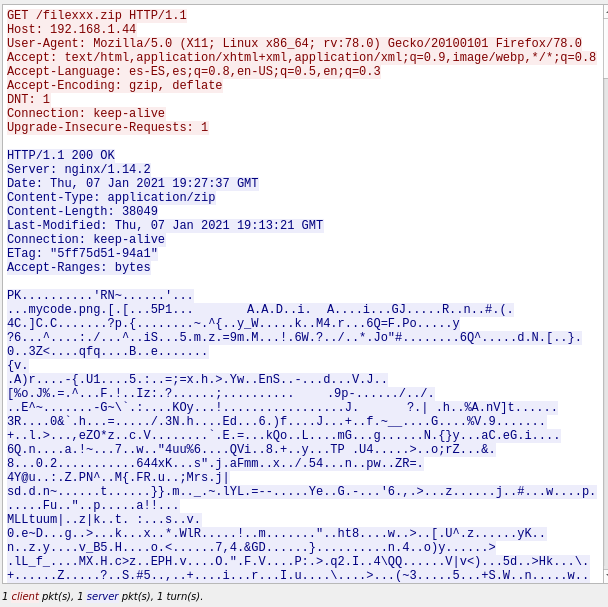 GET /filexxx.zip HTTP/1.1
Host: 192.168.1.44
User-Agent: Mozilla/5.0 (X11; Linux x86_64; rv:78.0) Gecko/20100101 Firefox/78.0
Accept: text/html,application/xhtml+xml,application/xml;q=0.9,image/webp,*/*;q=0.8
Accept-Language: es-ES,es;q=0.8,en-US;q=0.5,en;q=0.3
Accept-Encoding: gzip, deflate
DNT: 1
Connection: keep-alive
Upgrade-Insecure-Requests: 1
HTTP/1.1 200 OK
Server: nginx/1.14.2
Date: Thu, 07 Jan 2021 19:27:37 GMT
Content-Type: application/zip
Content-Length: 38049
Last-Modified: Thu, 07 Jan 2021 19:13:21 GMT
Connection: keep-alive
ETag: "5ff75d51-94a1"
Accept-Ranges: bytes
PK..........'RN~......'...
...mycode.png.[.[...5P1... A.A.D..i. A....i...GJ.....R..n..#.(.
4C.]C.C.......?p.{........~.^{..y_W.....k..M4.r...6Q=F.Po.....y
?6...^....:./...^..iS...5.m.z.=9m.M...!.6W.?../..*.Jo"#........6Q^.....d.N.[..}.
0..3Z<....qfq....B..e.......
{v.
.A)r....-{.U1....5.:..=;=x.h.>.Yw..EnS..-...d...V.J..
[%o.J%.=.^...F.!..Iz:.?......;.......... .9p-....../../.
..E^~.......-G~\`.:....KOy...!................J. ?.| .h..%A.nV]t......
3R....0&`.h...=...../.3N.h....Ed...6.)f....J...+..f.~__....G....%V.9.......
+..l.>...,eZO*z..c.V........`.E.=...kQo..L....mG...g......N.{}y...aC.eG.i....
6Q.n....a.!~...7..w.."4uu%6....QVi..8.+..y...TP .U4.....>..o;rZ...&.
8...0.2...........644xK...s".j.aFmm..x../.54...n..pw..ZR=.
4Y@u..:.Z.PN^..M{.FR.u..;Mrs.j|
sd.d.n~......t......}}.m.._.~.lYL.=--.....Ye..G.-...'6.,.>...z......j..#...w....p.
.....Fu..".​.p.....a!!...
MLLtuum|..z|k..t. :...s..v.
0.e~D...g..>...k...x..*.WlR.....!..m......."..ht8....w..>..[.U^.z......yK..
n..z.y....v_B5.H....o.<......7,4.&GD......}..........n.4..o)y......>
.lL_f_....MX.H.c>z..EPH.v....O.".F.V....P:.>.q2.I..4\QQ......V|v<)...5d..>Hk...\.
+......Z.....?..S.#5..,..+....i...r...I.u....\....>...(~3.....5...+S.W..n.....w..
1 client pkt(s), 1 server pkt(s), 1 turn(s).